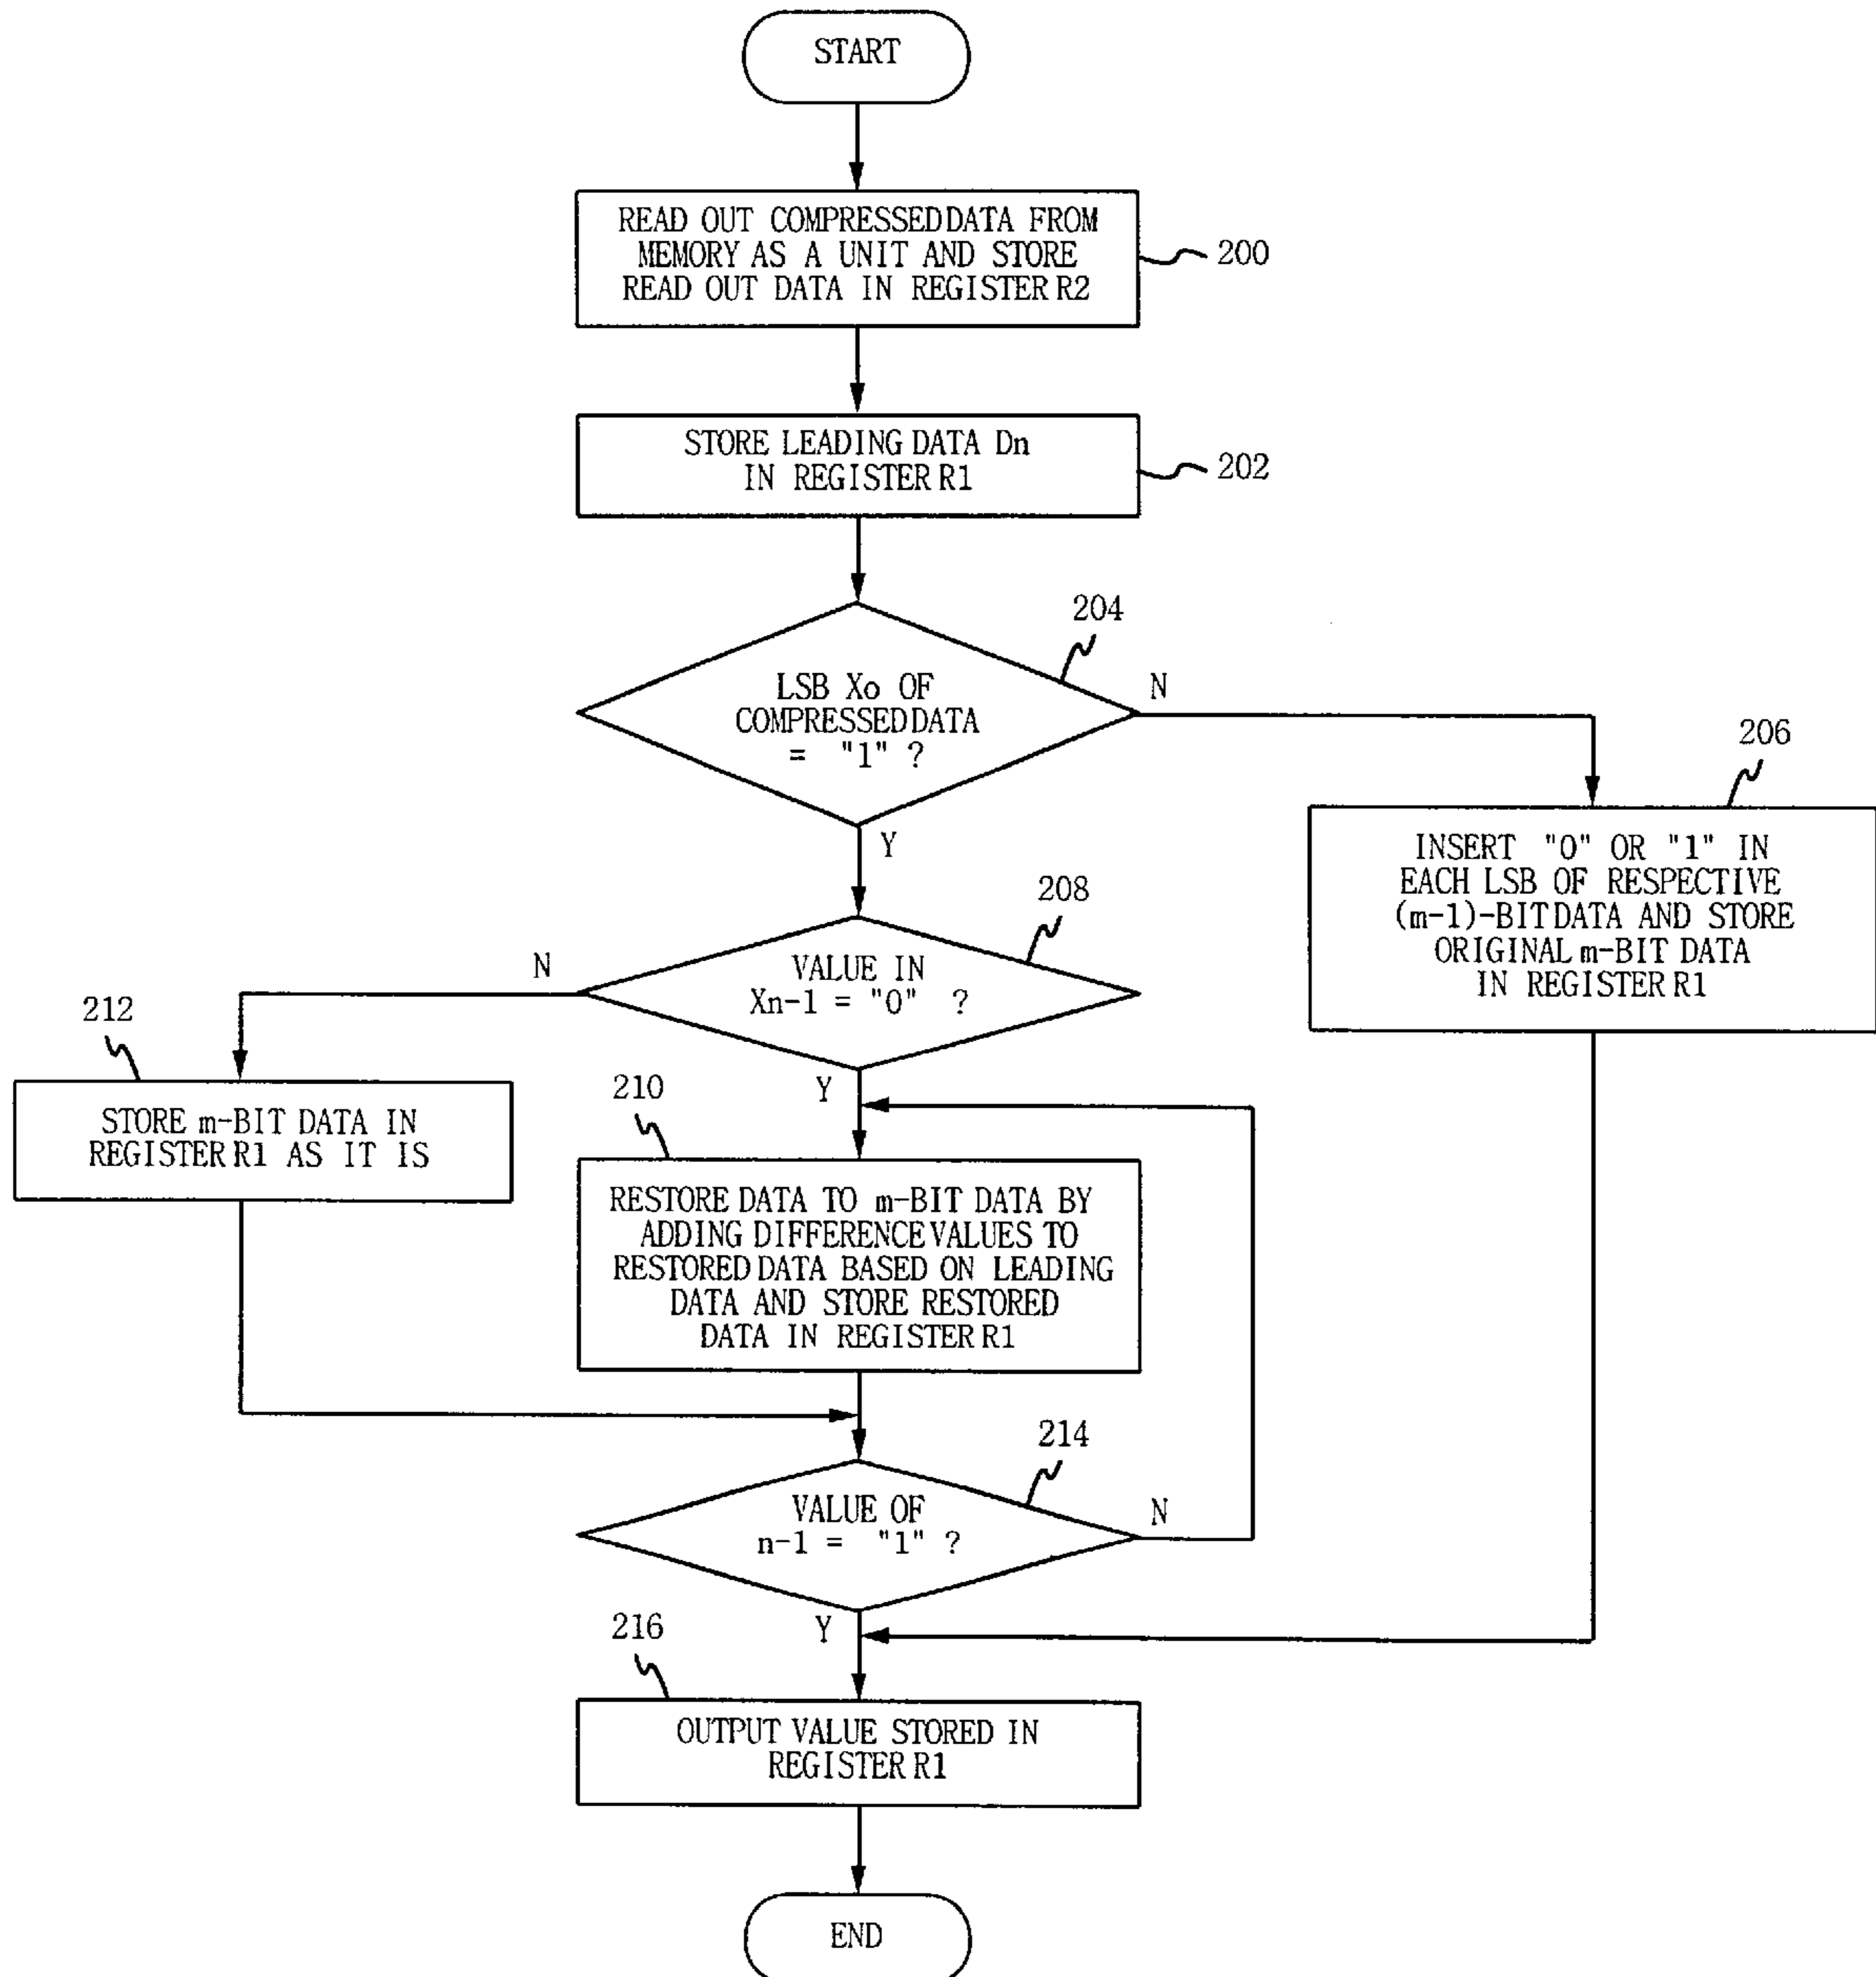 START
READ OUT COMPRESSED DATA FROM
MEMORY AS A UNIT AND STORE
READ OUT DATA IN REGISTER R2
200
STORE LEADING DATA Dn
IN REGISTER R1
202
204
LSB Xo OF
COMPRESSED DATA
= "1" ?
N
Y
206
INSERT "0" OR "1" IN
EACH LSB OF RESPECTIVE
(m-1)-BIT DATA AND STORE
ORIGINAL m-BIT DATA
IN REGISTER R1
208
VALUE IN
Xn-1 = "0" ?
N
Y
212
STORE m-BIT DATA IN
REGISTER R1 AS IT IS
210
RESTORE DATA TO m-BIT DATA BY
ADDING DIFFERENCE VALUES TO
RESTORED DATA BASED ON LEADING
DATA AND STORE RESTORED
DATA IN REGISTER R1
214
VALUE OF
n-1 = "1" ?
N
Y
216
OUTPUT VALUE STORED IN
REGISTER R1
END